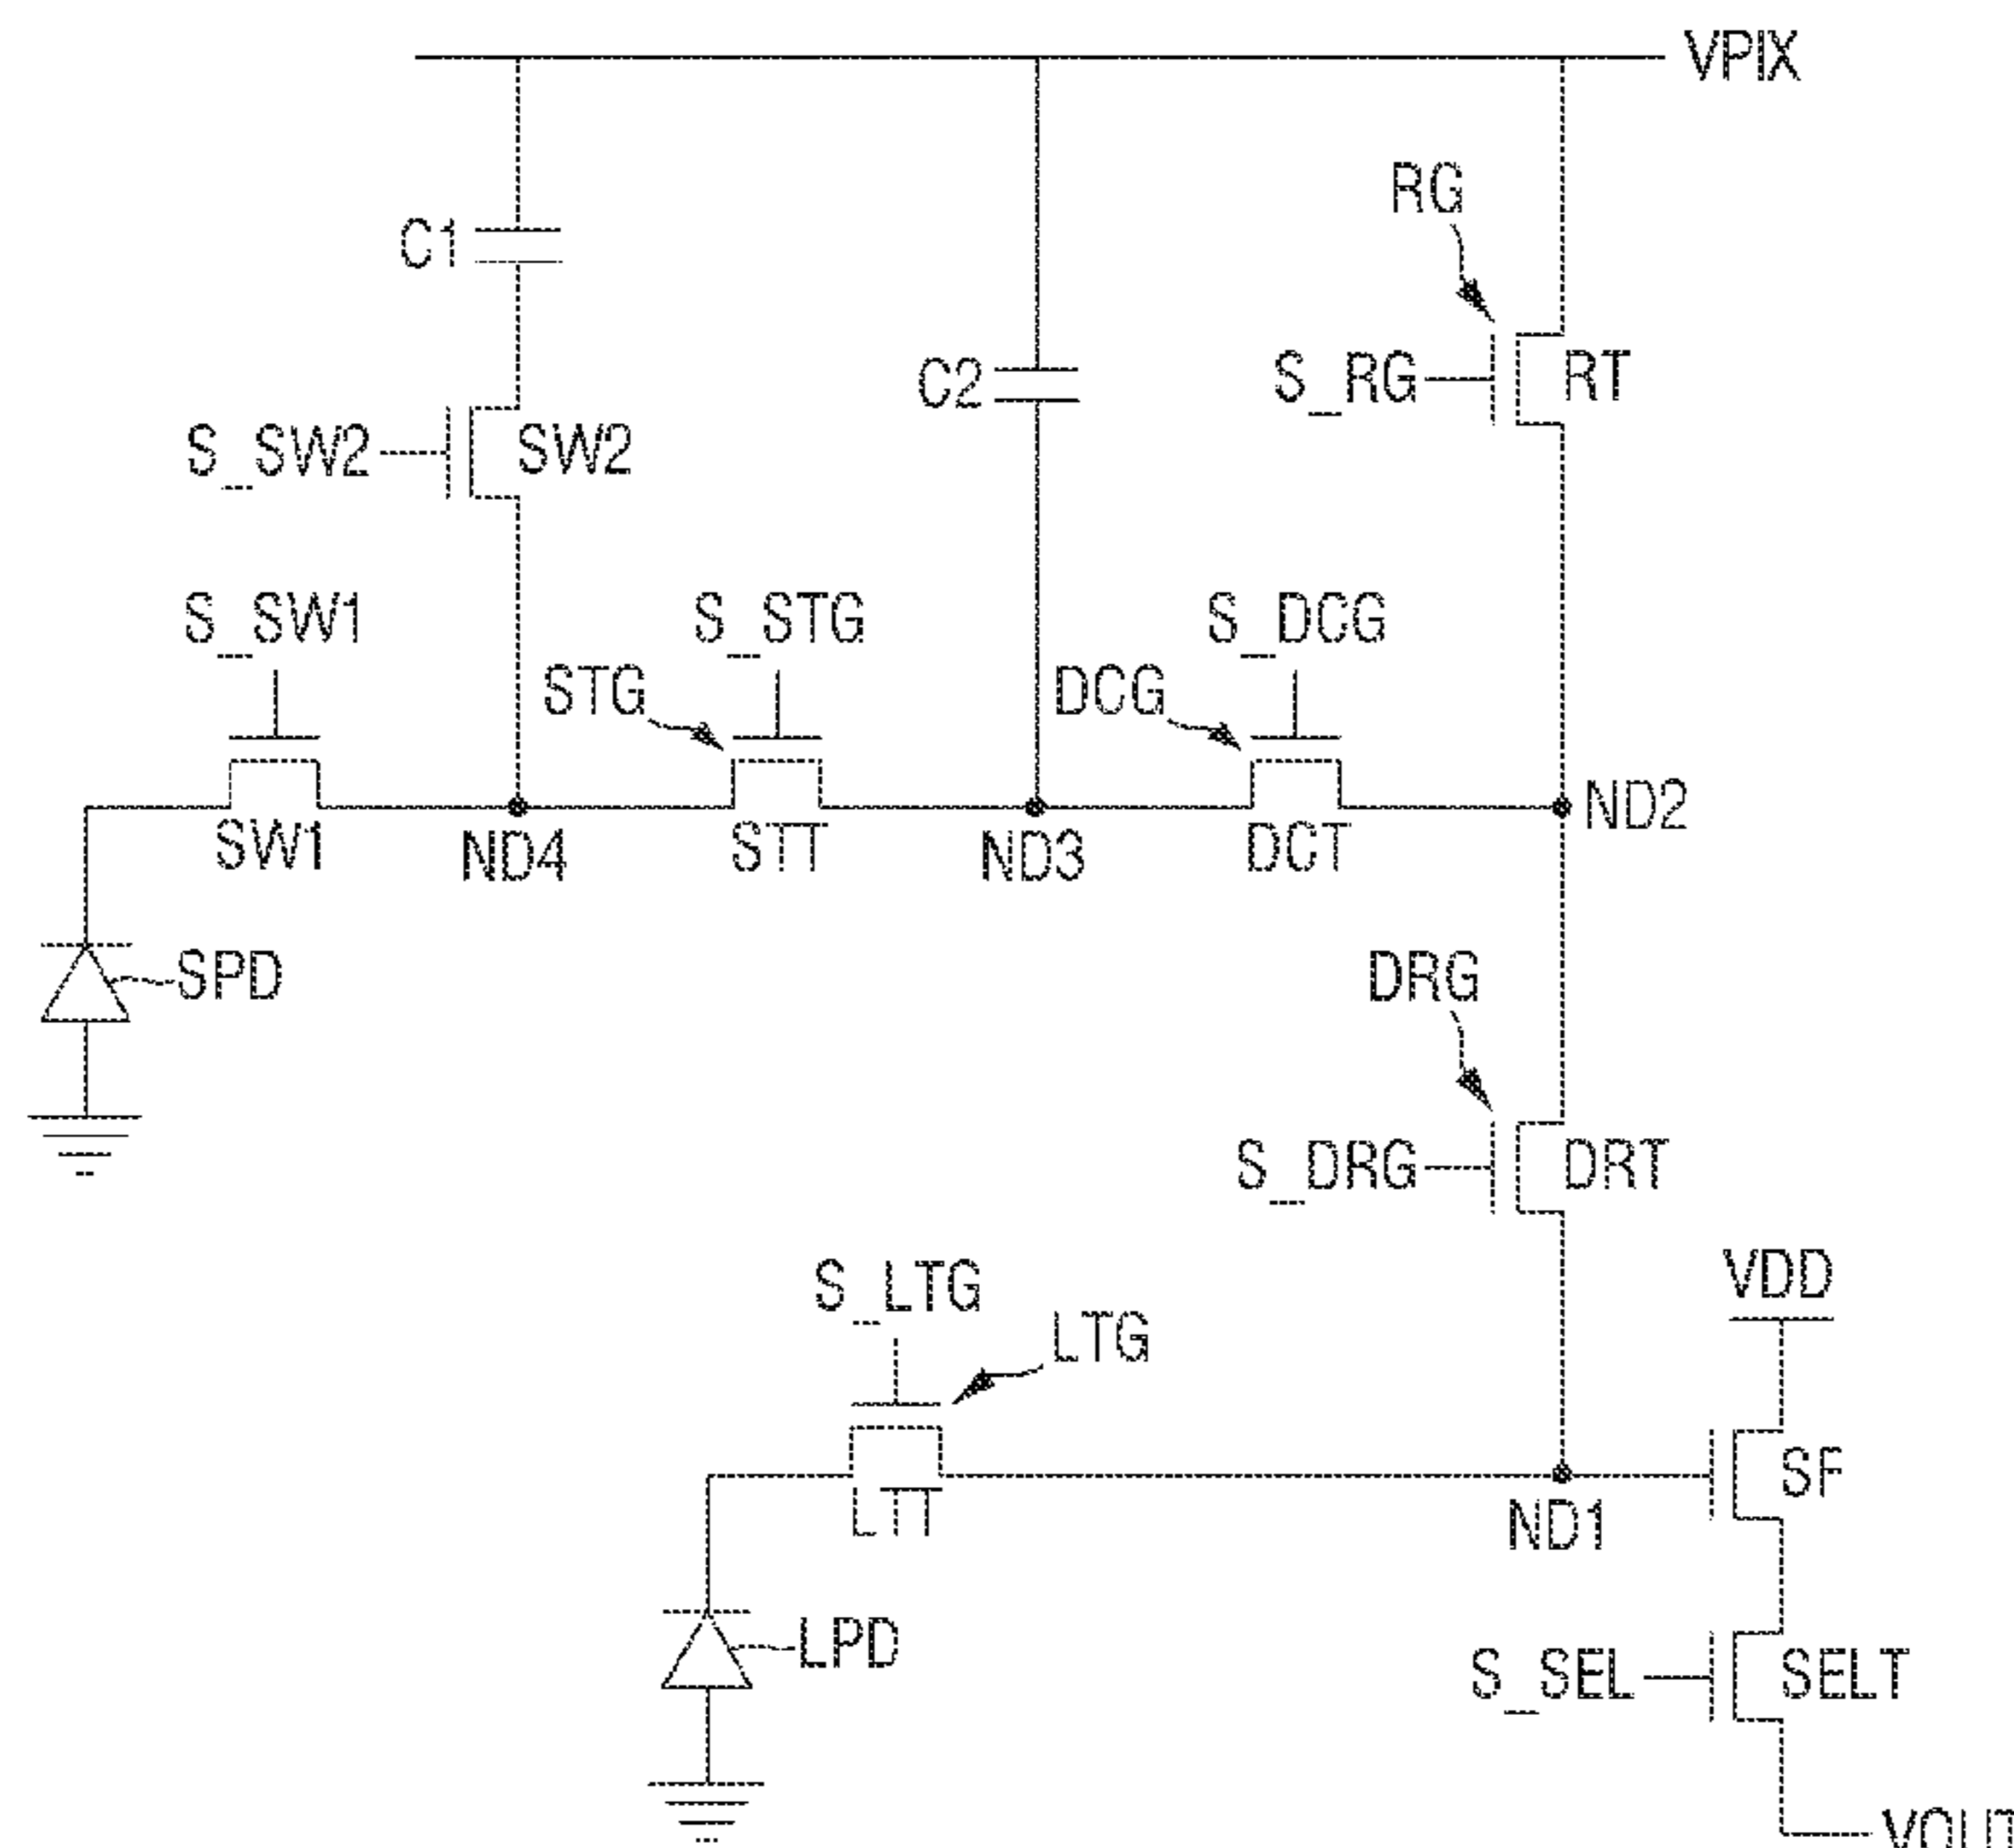 VPIX
RG
C1
C2
S_RG
RT
S_SW2
SW2
S_SW1
S_STG
S_DCG
STG
DCG
ND2
SW1
ND4
STT
ND3
DCT
SPD
DRG
S_DRG
DRT
S_LTG
LTG
VDD
SF
LTT
ND1
LPD
S_SEL
SELT
VOUT